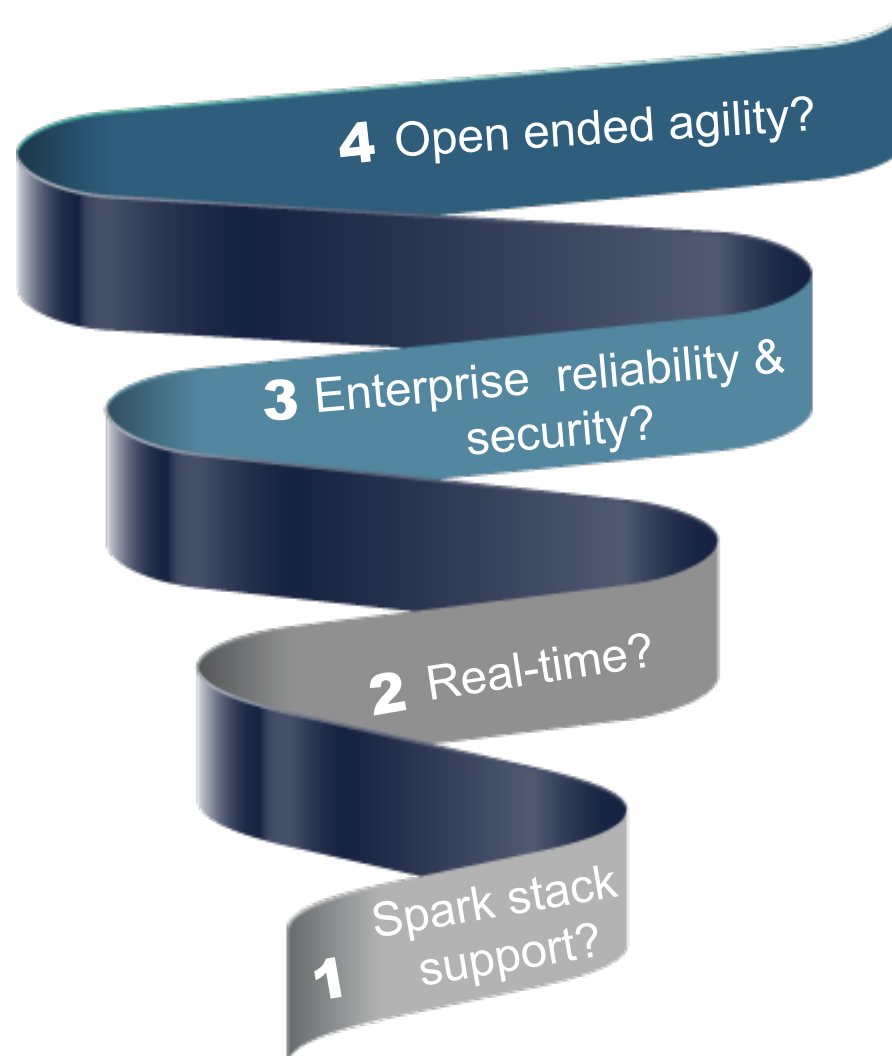 4 Open ended agility?
3 Enterprise reliability &
security?
2 Real-time?
Spark stack
1 support?